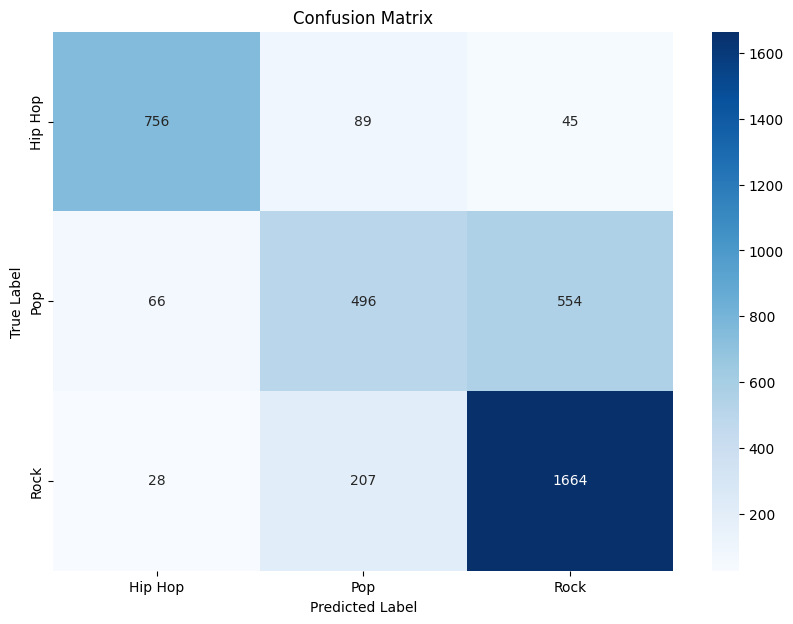 Confusion Matrix
Hip Hop 756 89 45
Pop 66 496 554
Rock 28 207 1664
Hip Hop Pop Rock
Predicted Label
True Label
1600
1400
1200
1000
800
600
400
200